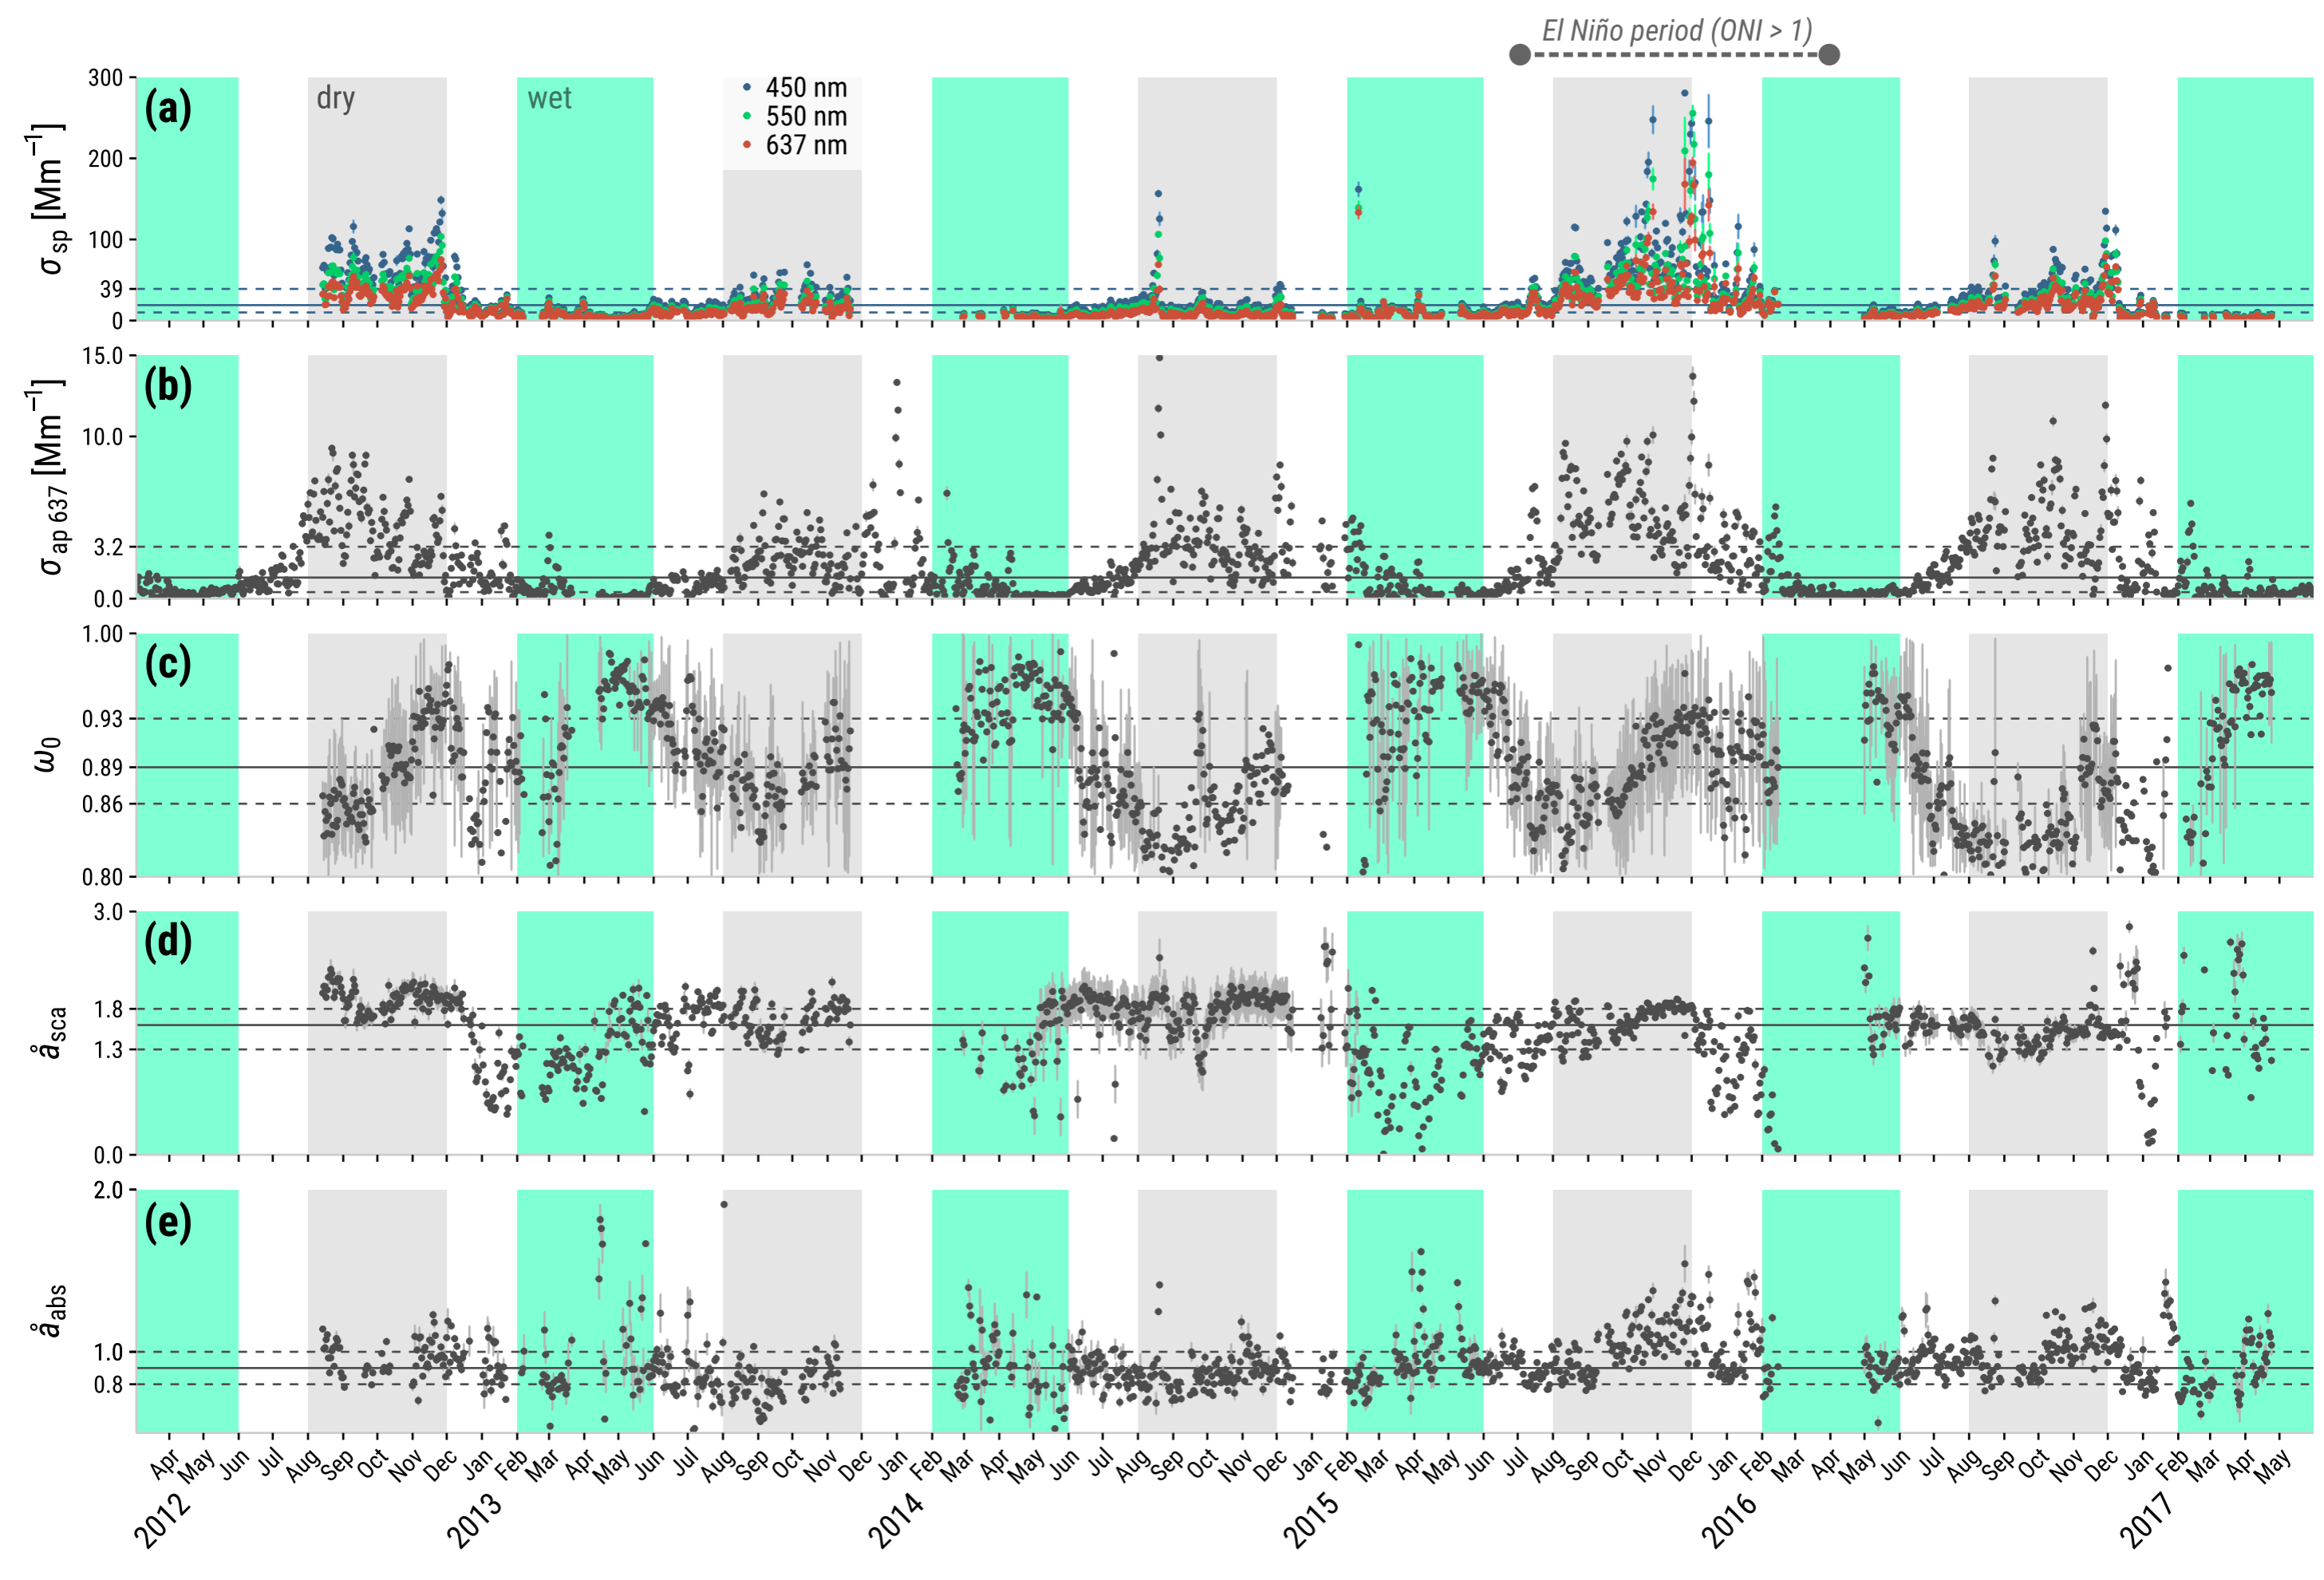 El Niño period (ONI > 1)
300
200
100
39
0
σsp [Mm−1]
(a)
dry
wet
450 nm
550 nm
637 nm
15.0
10.0
3.2
0.0
σap 637 [Mm−1]
(b)
1.00
0.93
0.89
0.86
0.80
ω0
(c)
3.0
1.8
1.3
0.0
åsca
(d)
2.0
1.0
0.8
åabs
(e)
Apr May Jun Jul Aug Sep Oct Nov Dec Jan Feb Mar Apr May Jun Jul Aug Sep Oct Nov Dec Jan Feb Mar Apr May Jun Jul Aug Sep Oct Nov Dec Jan Feb Mar Apr May Jun Jul Aug Sep Oct Nov Dec Jan Feb Mar Apr May Jun Jul Aug Sep Oct Nov Dec Jan Feb Mar Apr May
2012 2013 2014 2015 2016 2017